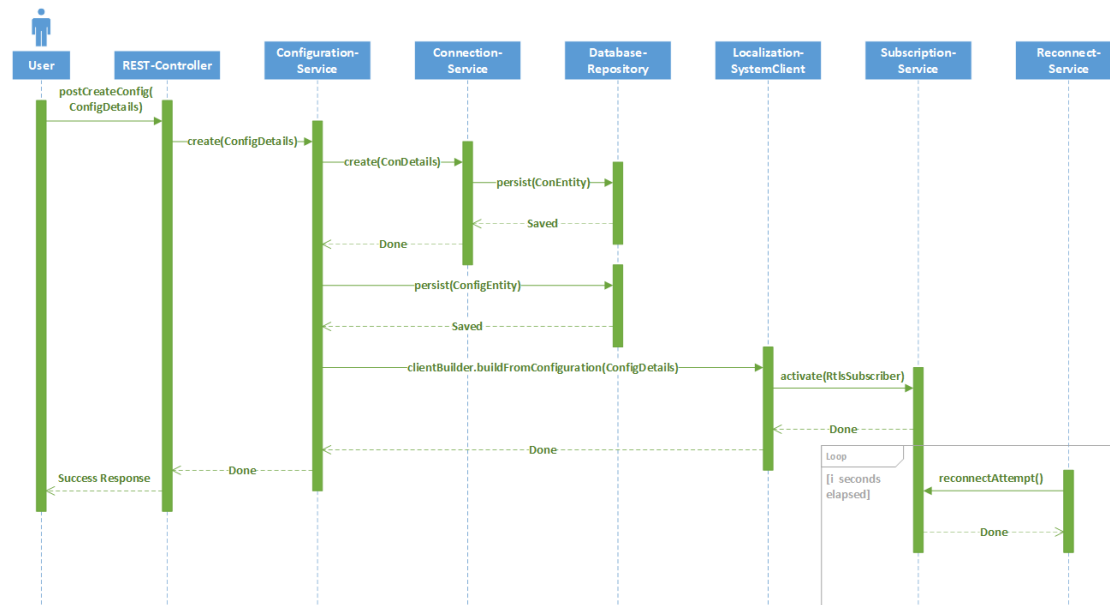 User
REST-Controller
Configuration-
Service
Connection-
Service
Database-
Repository
Localization-
SystemClient
Subscription-
Service
Reconnect-
Service
postCreateConfig(
ConfigDetails)
create(ConfigDetails)
create(ConDetails)
persist(ConEntity)
Saved
Done
persist(ConfigEntity)
Saved
clientBuilder.buildFromConfiguration(ConfigDetails)
activate(RtlsSubscriber)
Done
Done
Done
Success Response
Loop
[i seconds
elapsed]
reconnectAttempt()
Done